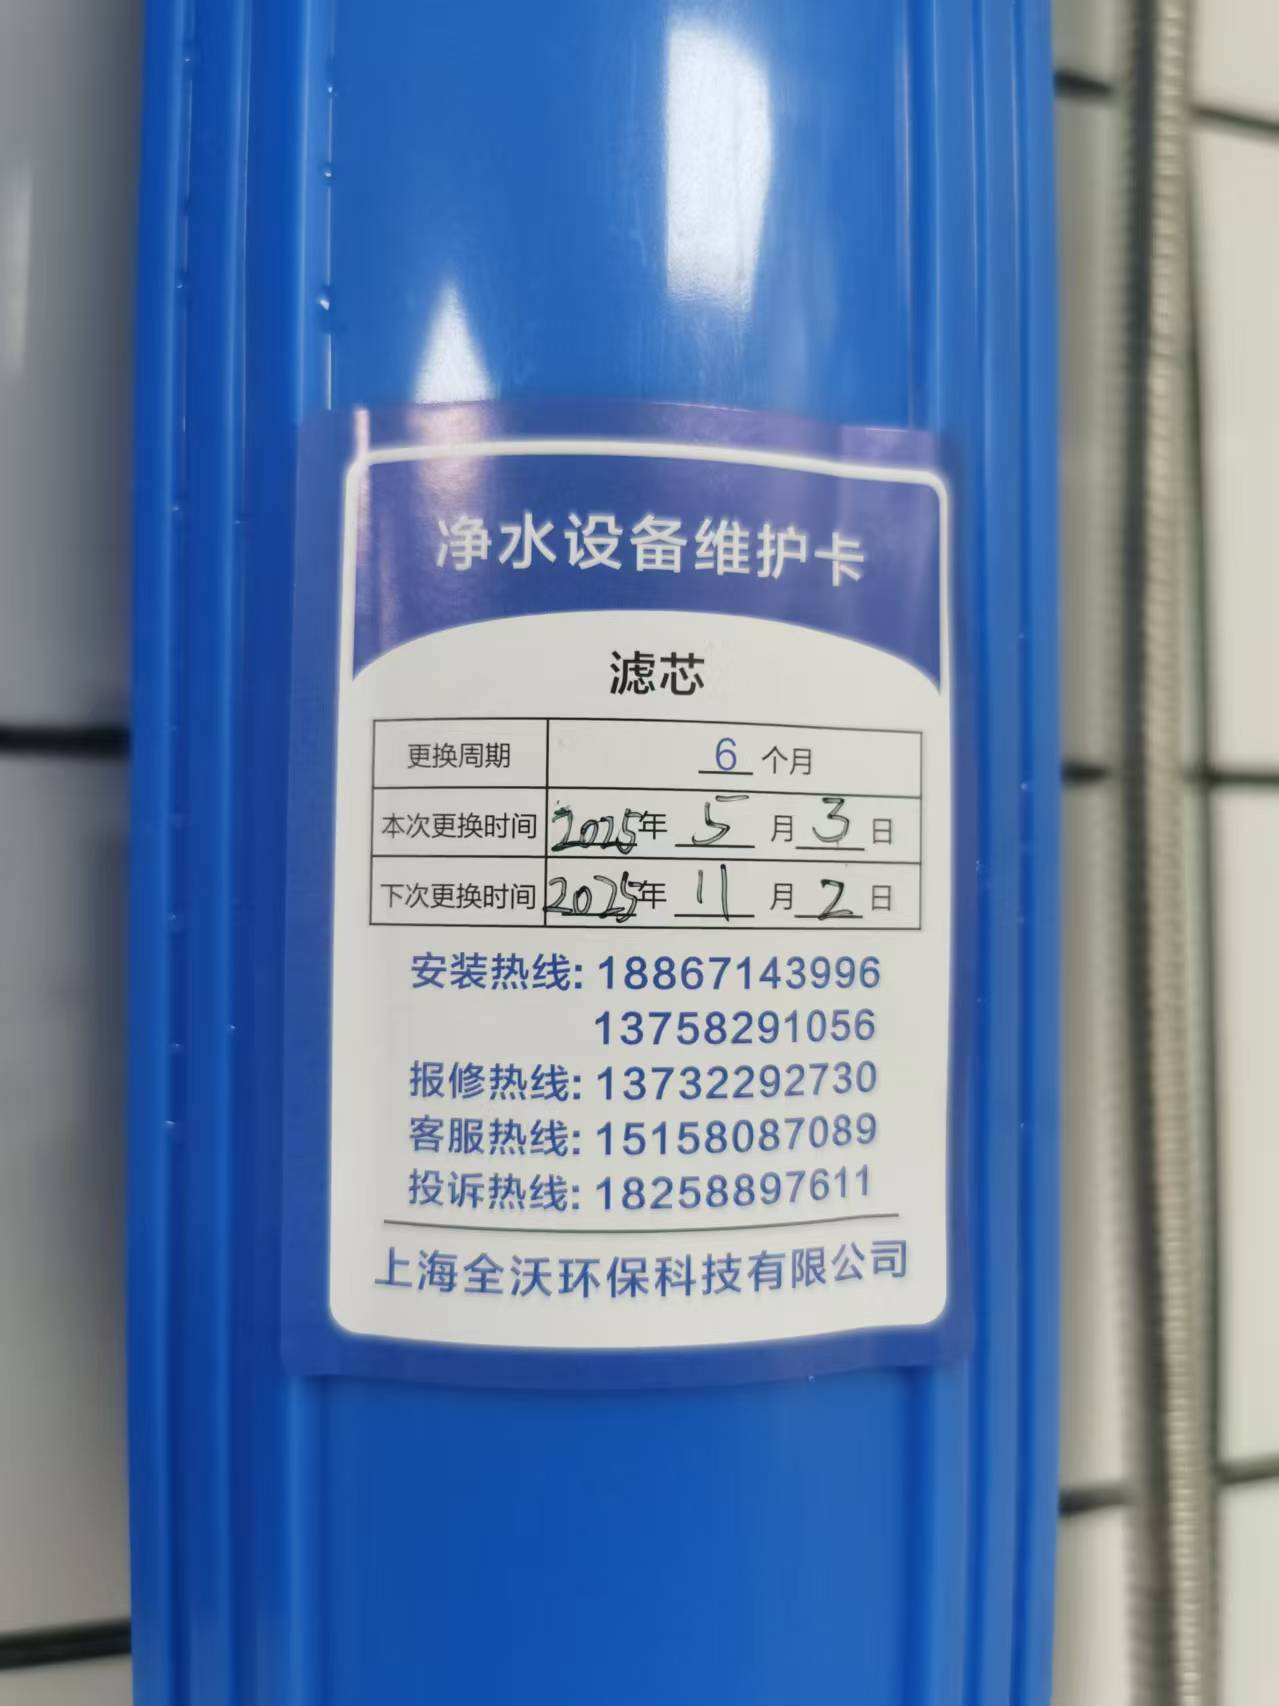 净水设备维护卡
滤芯
更换周期 6 个月
本次更换时间 2025年 5 月 3 日
下次更换时间 2025年 11 月 2 日
安装热线: 18867143996
13758291056
报修热线: 13732292730
客服热线: 15158087089
投诉热线: 18258897611
上海全沃环保科技有限公司